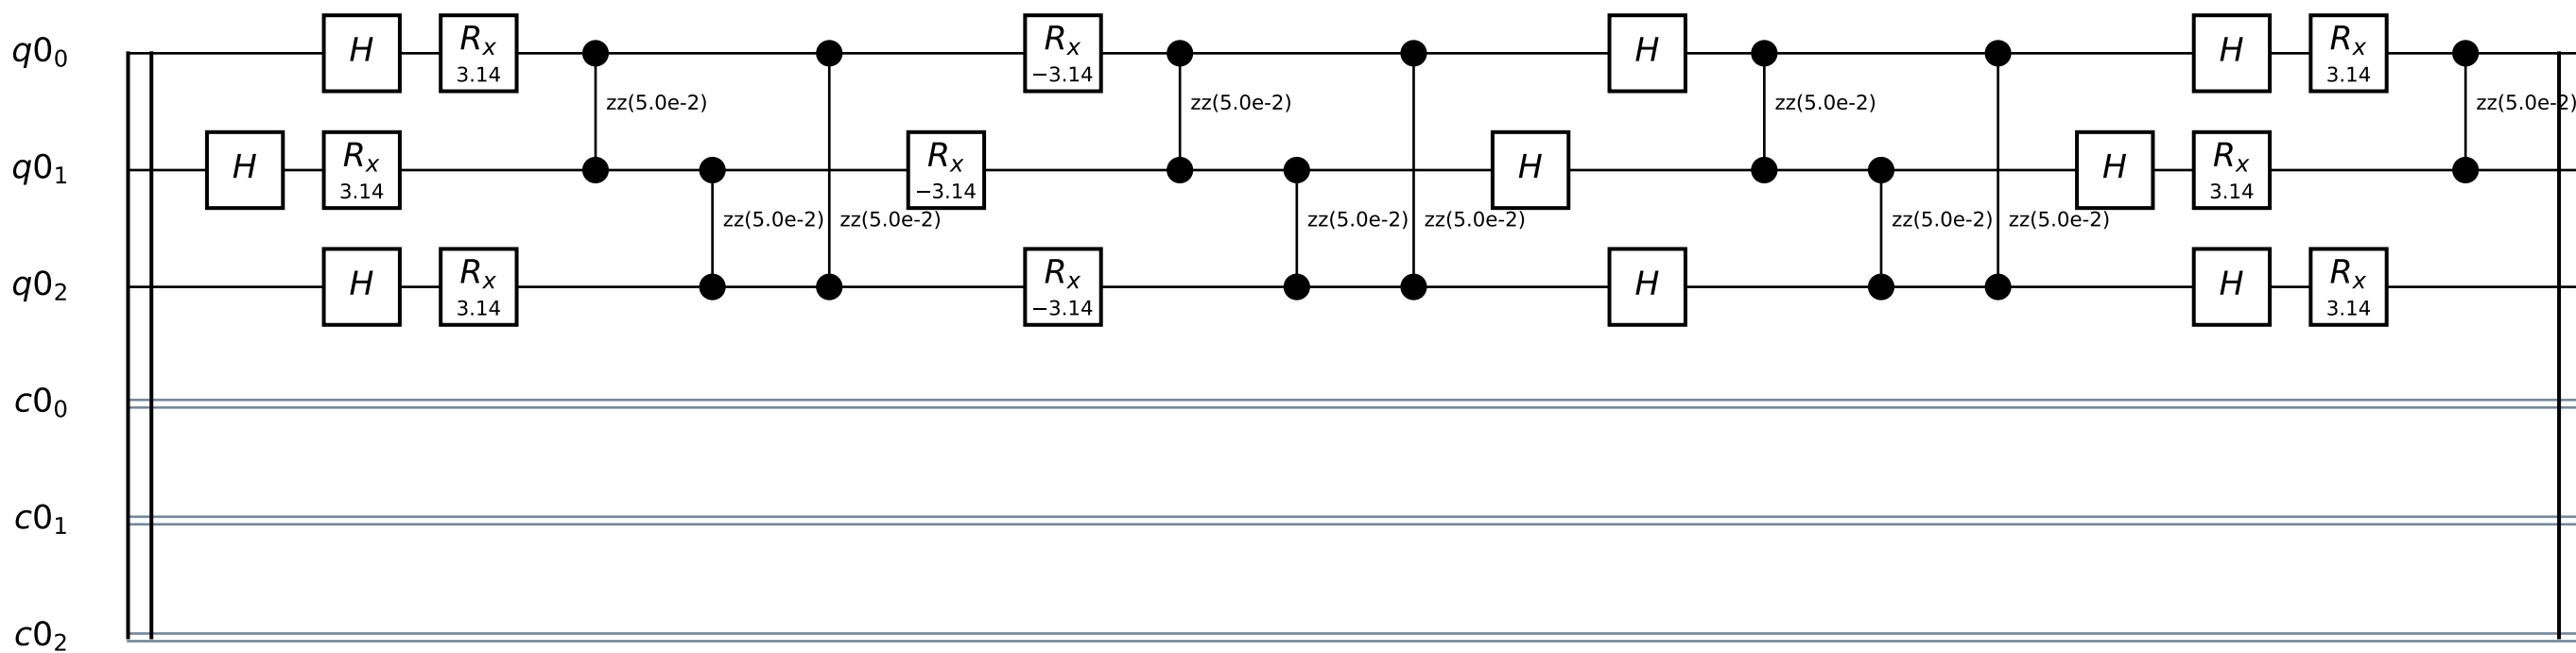 q0₀ H Rx 3.14 Rx −3.14 H H Rx 3.14
zz(5.0e-2) zz(5.0e-2) zz(5.0e-2) zz(5.0e-2)
q0₁ H Rx 3.14 Rx −3.14 H H Rx 3.14
zz(5.0e-2) zz(5.0e-2) zz(5.0e-2) zz(5.0e-2) zz(5.0e-2) zz(5.0e-2)
q0₂ H Rx 3.14 Rx −3.14 H H Rx 3.14
c0₀
c0₁
c0₂